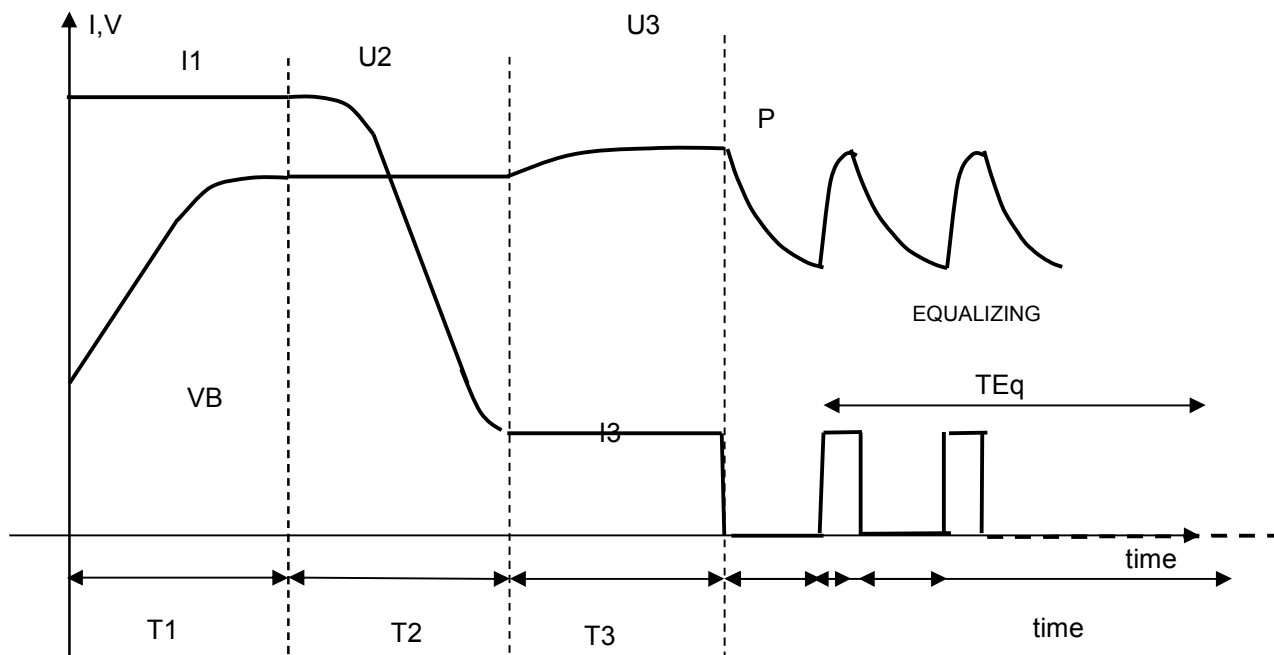 I,V
U3
I1
U2
P
EQUALIZING
TEq
VB
I3
time
T1
T2
T3
time